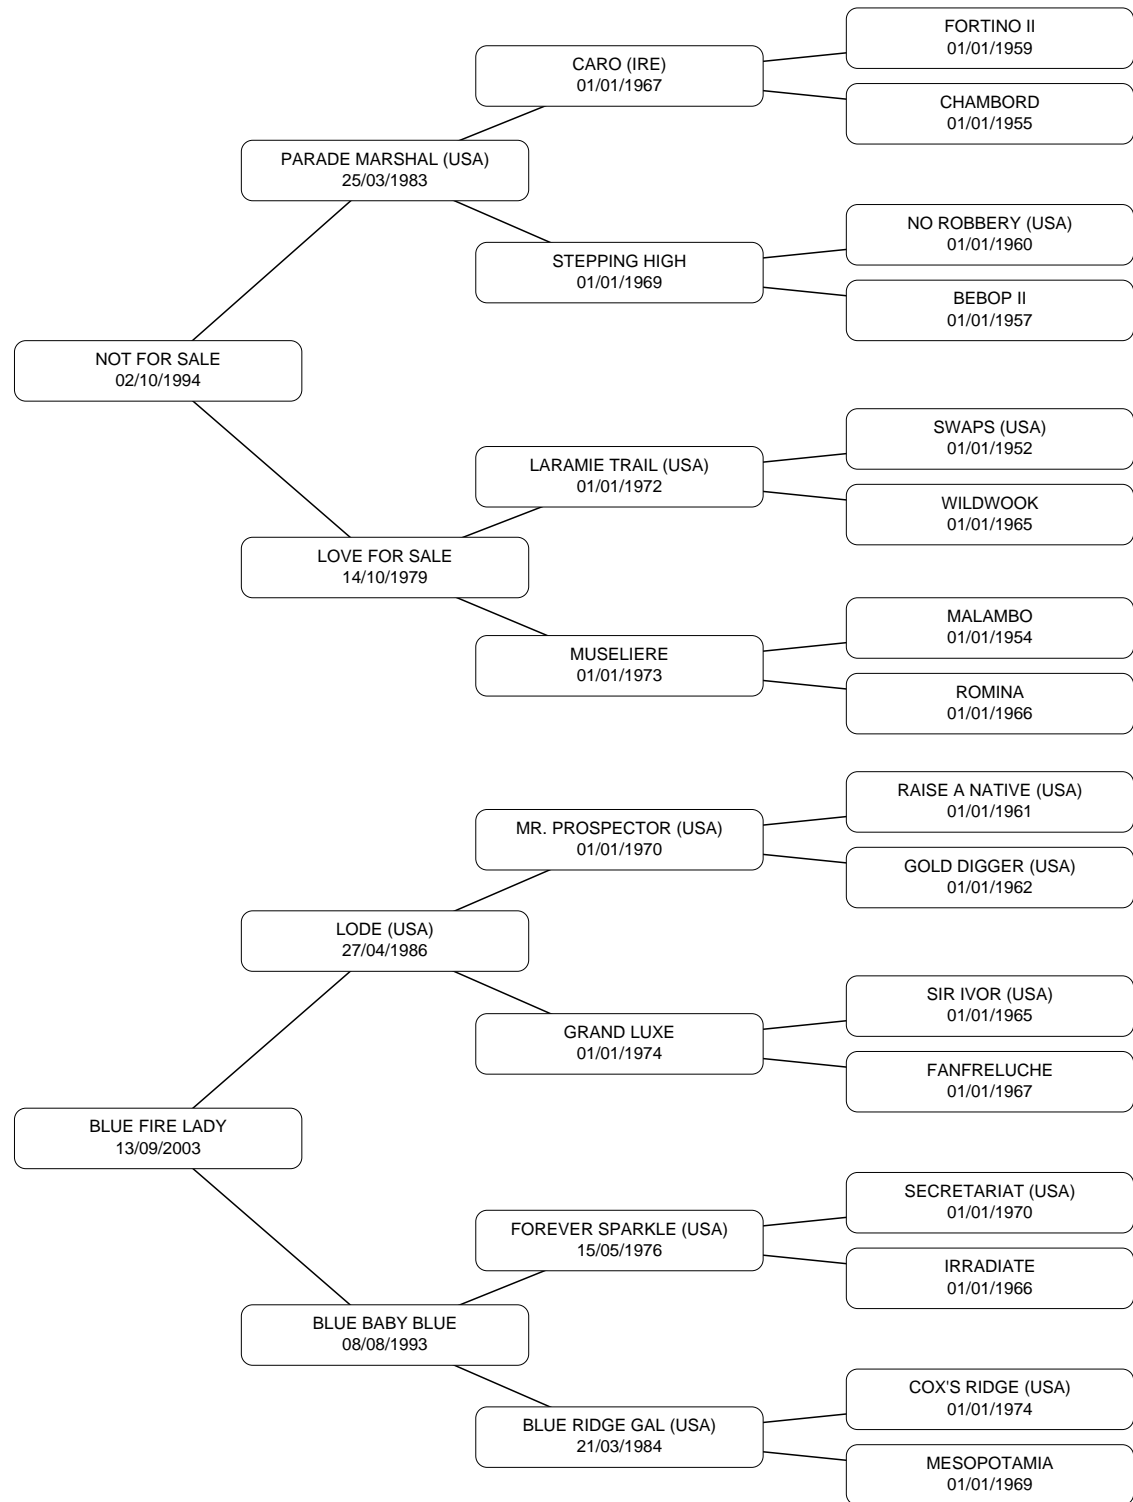 FORTINO II
01/01/1959
CARO (IRE)
01/01/1967
CHAMBORD
01/01/1955
PARADE MARSHAL (USA)
25/03/1983
NO ROBBERY (USA)
01/01/1960
STEPPING HIGH
01/01/1969
BEBOP II
01/01/1957
NOT FOR SALE
02/10/1994
SWAPS (USA)
01/01/1952
LARAMIE TRAIL (USA)
01/01/1972
WILDWOOK
01/01/1965
LOVE FOR SALE
14/10/1979
MALAMBO
01/01/1954
MUSELIERE
01/01/1973
ROMINA
01/01/1966
RAISE A NATIVE (USA)
01/01/1961
MR. PROSPECTOR (USA)
01/01/1970
GOLD DIGGER (USA)
01/01/1962
LODE (USA)
27/04/1986
SIR IVOR (USA)
01/01/1965
GRAND LUXE
01/01/1974
FANFRELUCHE
01/01/1967
BLUE FIRE LADY
13/09/2003
SECRETARIAT (USA)
01/01/1970
FOREVER SPARKLE (USA)
15/05/1976
IRRADIATE
01/01/1966
BLUE BABY BLUE
08/08/1993
COX'S RIDGE (USA)
01/01/1974
BLUE RIDGE GAL (USA)
21/03/1984
MESOPOTAMIA
01/01/1969